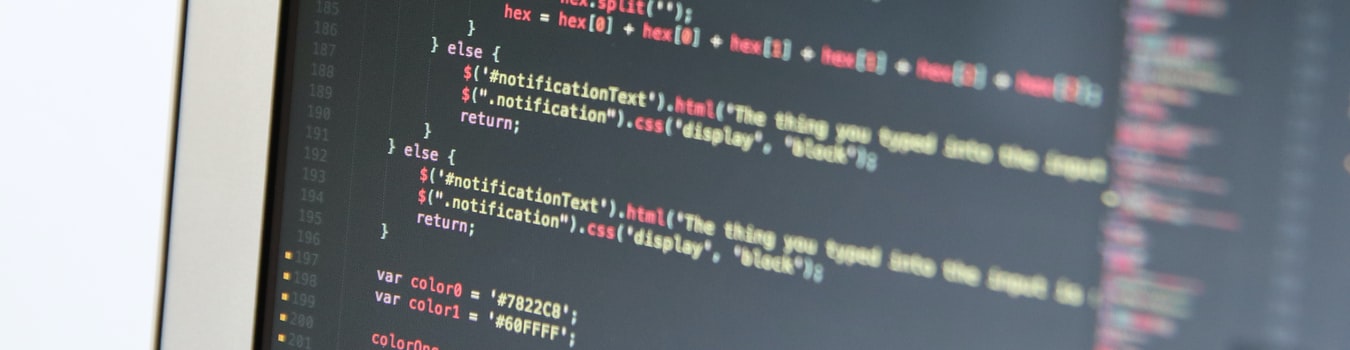 185 hex.split('');
186 hex = hex[0] + hex[0] + hex[1] + hex[1] + hex[2] + hex[2];
187 }
188 } else {
189 $('#notificationText').html("The thing you typed into the input
190 $(".notification").css("display", "block");
191 return;
192 }
193 } else {
194 $('#notificationText').html("The thing you typed into the input is
195 $(".notification").css("display", "block");
196 return;
197 }
198
199 var color0 = '#7822C8';
200 var color1 = '#60FFFF';
201